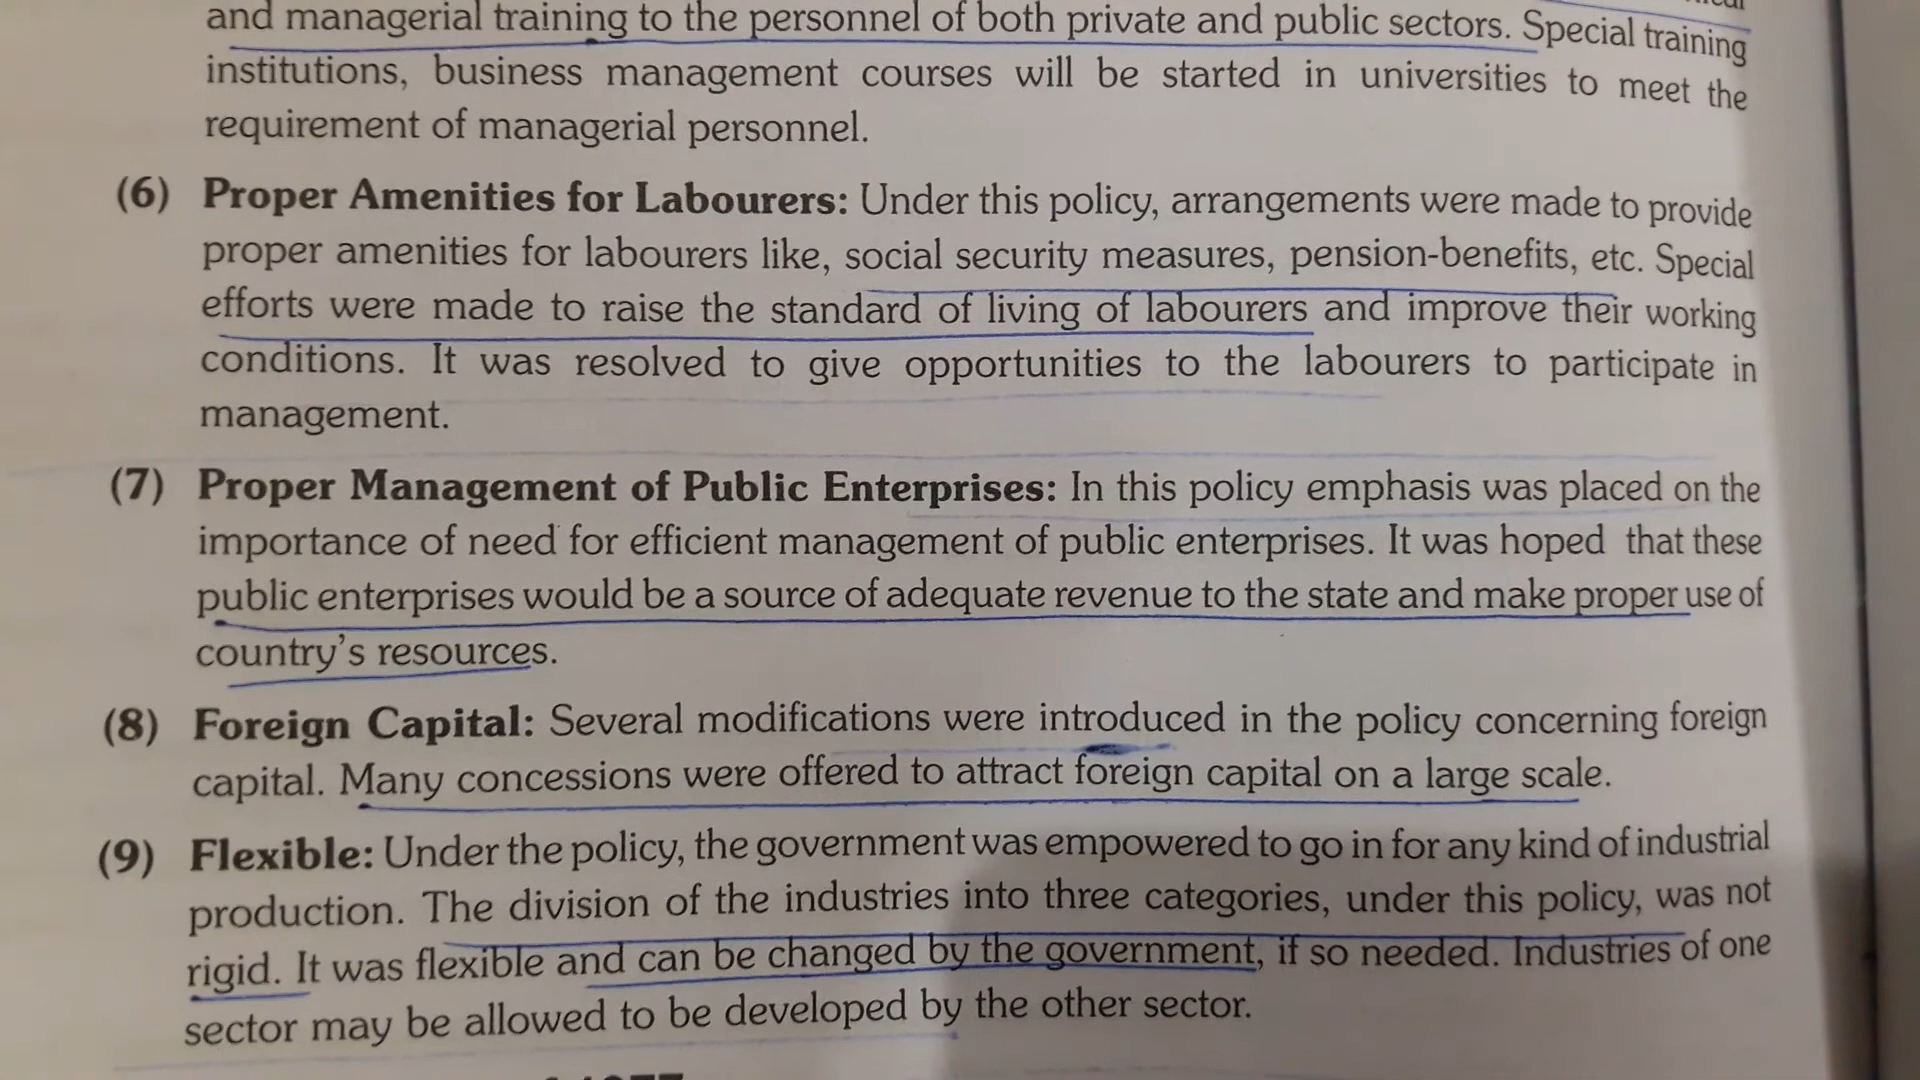 and managerial training to the personnel of both private and public sectors. Special training
institutions, business management courses will be started in universities to meet the
requirement of managerial personnel.
(6) Proper Amenities for Labourers: Under this policy, arrangements were made to provide
proper amenities for labourers like, social security measures, pension-benefits, etc. Special
efforts were made to raise the standard of living of labourers and improve their working
conditions. It was resolved to give opportunities to the labourers to participate in
management.
(7) Proper Management of Public Enterprises: In this policy emphasis was placed on the
importance of need for efficient management of public enterprises. It was hoped that these
public enterprises would be a source of adequate revenue to the state and make proper use of
country's resources.
(8) Foreign Capital: Several modifications were introduced in the policy concerning foreign
capital. Many concessions were offered to attract foreign capital on a large scale.
(9) Flexible: Under the policy, the government was empowered to go in for any kind of industrial
production. The division of the industries into three categories, under this policy, was not
rigid. It was flexible and can be changed by the government, if so needed. Industries of one
sector may be allowed to be developed by the other sector.